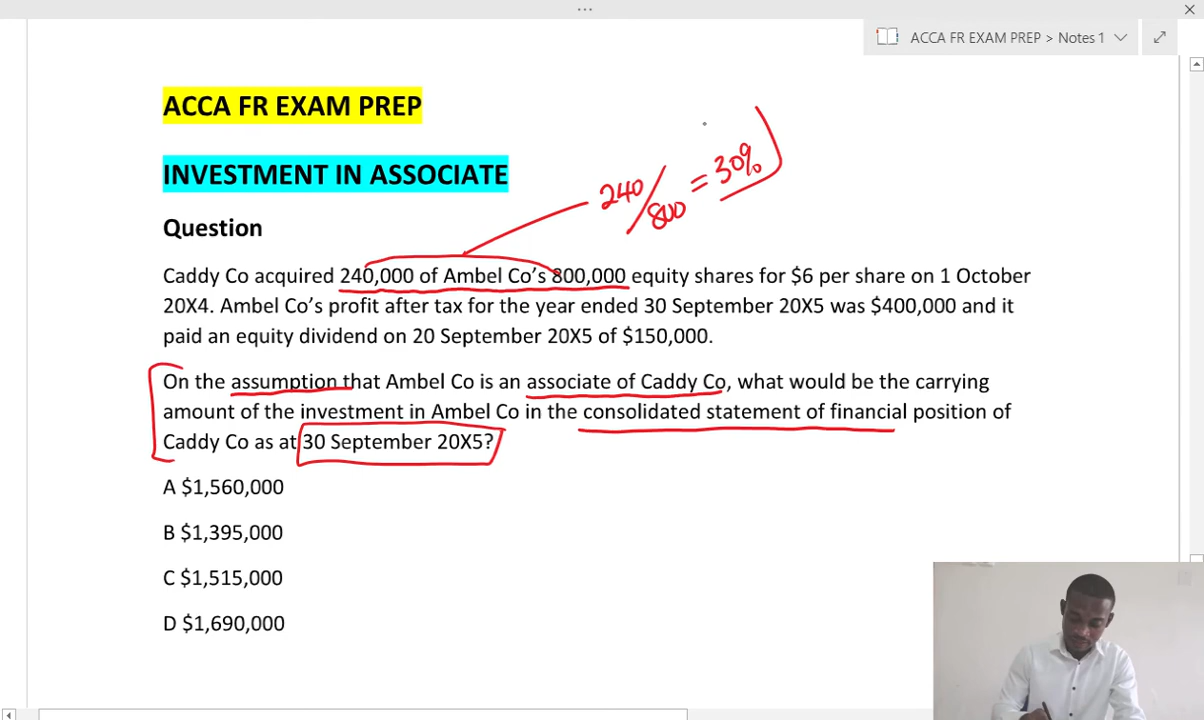 ACCA FR EXAM PREP > Notes 1
ACCA FR EXAM PREP
INVESTMENT IN ASSOCIATE
240/800 = 30%
Question
Caddy Co acquired 240,000 of Ambel Co's 800,000 equity shares for $6 per share on 1 October
20X4. Ambel Co's profit after tax for the year ended 30 September 20X5 was $400,000 and it
paid an equity dividend on 20 September 20X5 of $150,000.
On the assumption that Ambel Co is an associate of Caddy Co, what would be the carrying
amount of the investment in Ambel Co in the consolidated statement of financial position of
Caddy Co as at 30 September 20X5?
A $1,560,000
B $1,395,000
C $1,515,000
D $1,690,000